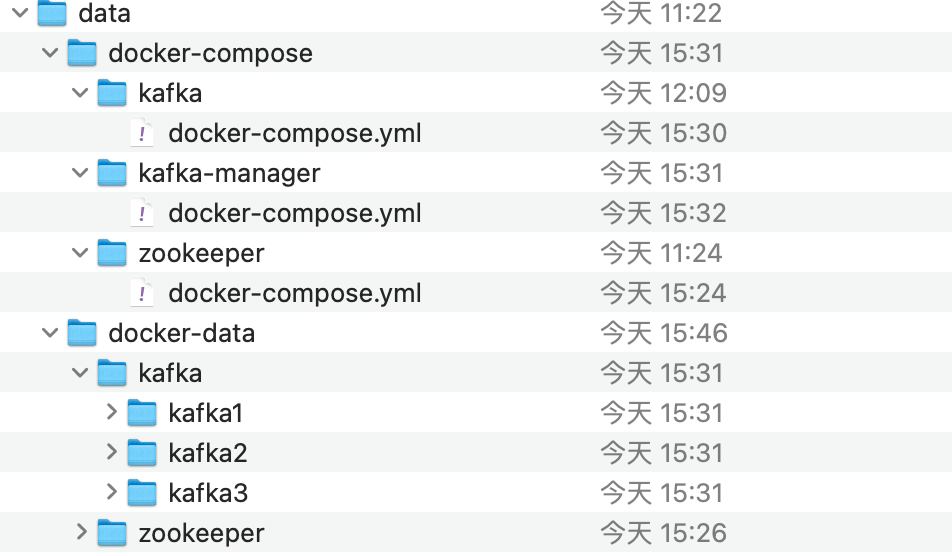 data 今天 11:22
docker-compose 今天 15:31
kafka 今天 12:09
docker-compose.yml 今天 15:30
kafka-manager 今天 15:31
docker-compose.yml 今天 15:32
zookeeper 今天 11:24
docker-compose.yml 今天 15:24
docker-data 今天 15:46
kafka 今天 15:31
kafka1 今天 15:31
kafka2 今天 15:31
kafka3 今天 15:31
zookeeper 今天 15:26